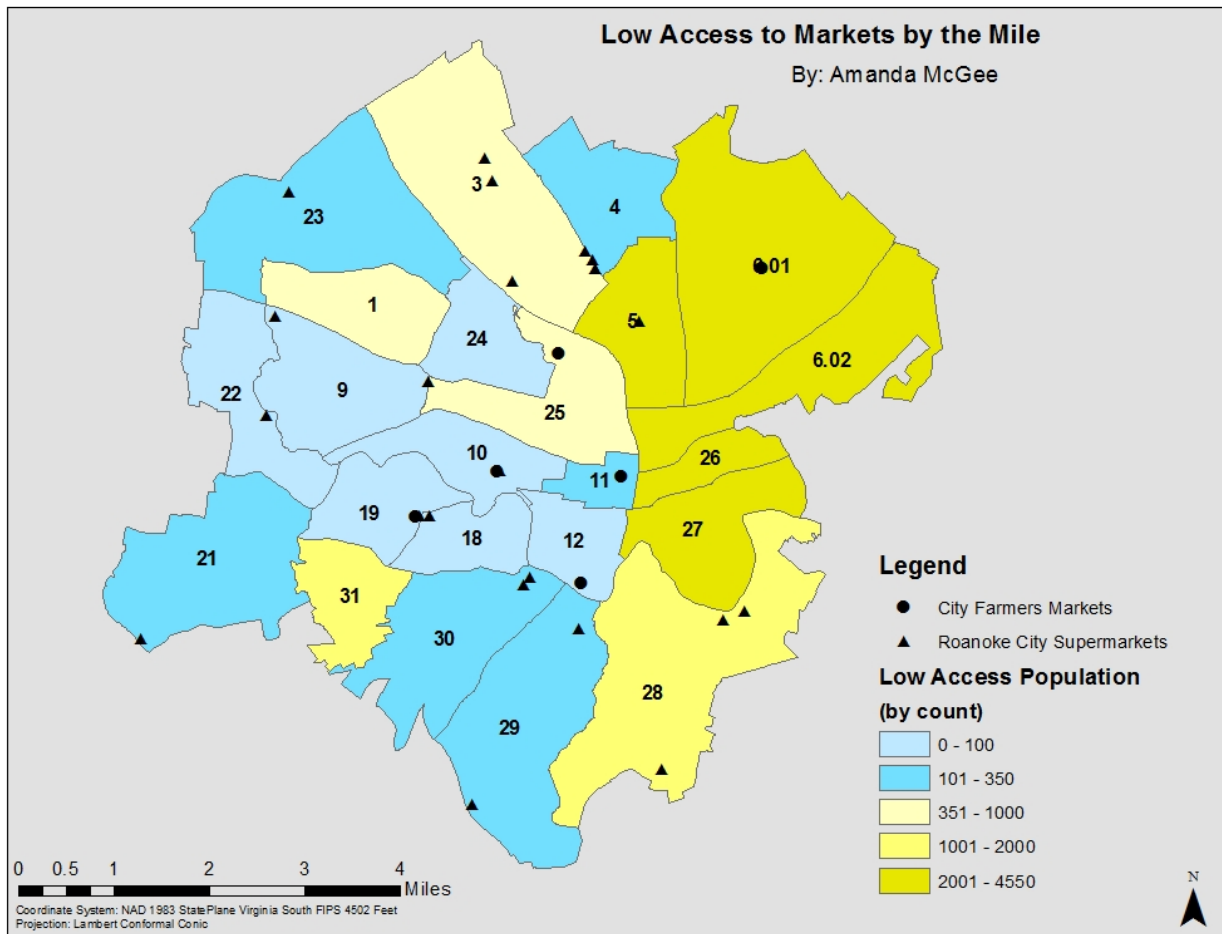 Low Access to Markets by the Mile
By: Amanda McGee
3
4
23
6.01
1
5
24
6.02
22
9
25
10
26
11
19
18
12
27
21
31
30
28
29
Legend
City Farmers Markets
Roanoke City Supermarkets
Low Access Population
(by count)
0 - 100
101 - 350
351 - 1000
1001 - 2000
2001 - 4550
0 0.5 1 2 3 4
Miles
Coordinate System: NAD 1983 StatePlane Virginia South FIPS 4502 Feet
Projection: Lambert Conformal Conic
N